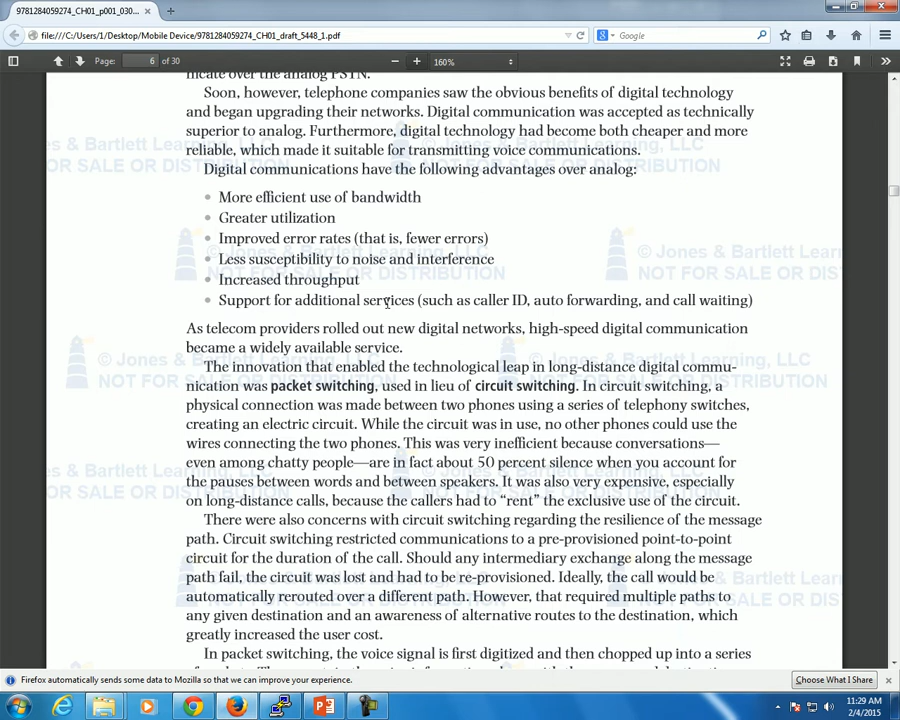 9781284059274_CH01_p001_030...
file:///C:/Users/1/Desktop/Mobile Device/9781284059274_CH01_draft_5448_1.pdf
Google
Page: 6 of 30
160%
nicate over the analog PSTN.
Soon, however, telephone companies saw the obvious benefits of digital technology
and began upgrading their networks. Digital communication was accepted as technically
superior to analog. Furthermore, digital technology had become both cheaper and more
reliable, which made it suitable for transmitting voice communications.
Digital communications have the following advantages over analog:
• More efficient use of bandwidth
• Greater utilization
• Improved error rates (that is, fewer errors)
• Less susceptibility to noise and interference
• Increased throughput
• Support for additional services (such as caller ID, auto forwarding, and call waiting)
As telecom providers rolled out new digital networks, high-speed digital communication
became a widely available service.
The innovation that enabled the technological leap in long-distance digital commu-
nication was packet switching, used in lieu of circuit switching. In circuit switching, a
physical connection was made between two phones using a series of telephony switches,
creating an electric circuit. While the circuit was in use, no other phones could use the
wires connecting the two phones. This was very inefficient because conversations—
even among chatty people—are in fact about 50 percent silence when you account for
the pauses between words and between speakers. It was also very expensive, especially
on long-distance calls, because the callers had to “rent” the exclusive use of the circuit.
There were also concerns with circuit switching regarding the resilience of the message
path. Circuit switching restricted communications to a pre-provisioned point-to-point
circuit for the duration of the call. Should any intermediary exchange along the message
path fail, the circuit was lost and had to be re-provisioned. Ideally, the call would be
automatically rerouted over a different path. However, that required multiple paths to
any given destination and an awareness of alternative routes to the destination, which
greatly increased the user cost.
In packet switching, the voice signal is first digitized and then chopped up into a series
© Jones & Bartlett Learning, LLC
NOT FOR SALE OR DISTRIBUTION
Firefox automatically sends some data to Mozilla so that we can improve your experience.
Choose What I Share
11:29 AM
2/4/2015